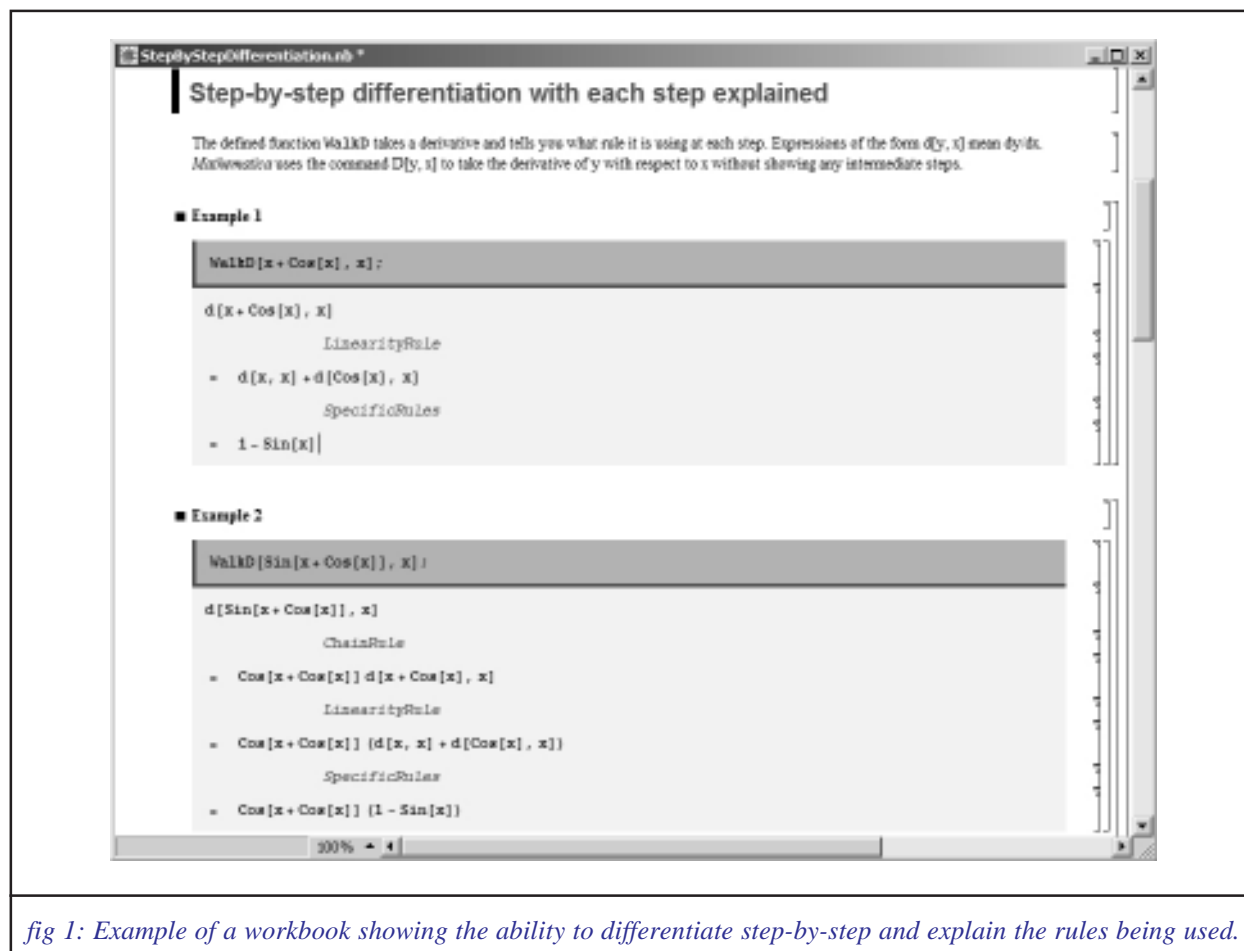 StepByStepDifferentiation.nb *
Step-by-step differentiation with each step explained
The defined function WalkD takes a derivative and tells you what rule it is using at each step. Expressions of the form d[y, x] mean dy/dx.
Mathematica uses the command D[y, x] to take the derivative of y with respect to x without showing any intermediate steps.
Example 1
WalkD[x + Cos[x], x];
d[x + Cos[x], x]
LinearityRule
= d[x, x] + d[Cos[x], x]
SpecificRules
= 1 - Sin[x]
Example 2
WalkD[Sin[x + Cos[x]], x];
d[Sin[x + Cos[x]], x]
ChainRule
= Cos[x + Cos[x]] d[x + Cos[x], x]
LinearityRule
= Cos[x + Cos[x]] (d[x, x] + d[Cos[x], x])
SpecificRules
= Cos[x + Cos[x]] (1 - Sin[x])
100%
fig 1: Example of a workbook showing the ability to differentiate step-by-step and explain the rules being used.